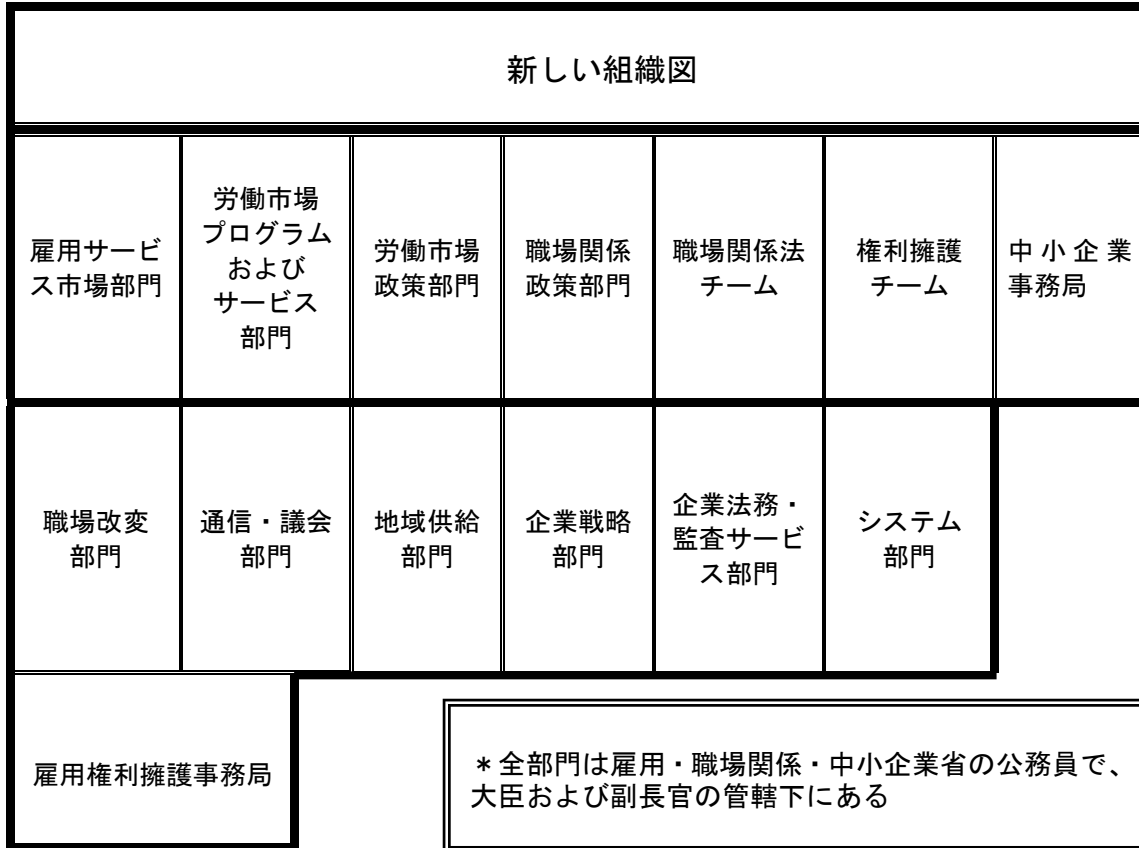 新しい組織図
雇用サービ
ス市場部門
労働市場
プログラム
および
サービス
部門
労働市場
政策部門
職場関係
政策部門
職場関係法
チーム
権利擁護
チーム
中小企業
事務局
職場改変
部門
通信・議会
部門
地域供給
部門
企業戦略
部門
企業法務・
監査サービ
ス部門
システム
部門
雇用権利擁護事務局
＊全部門は雇用・職場関係・中小企業省の公務員で、
大臣および副長官の管轄下にある